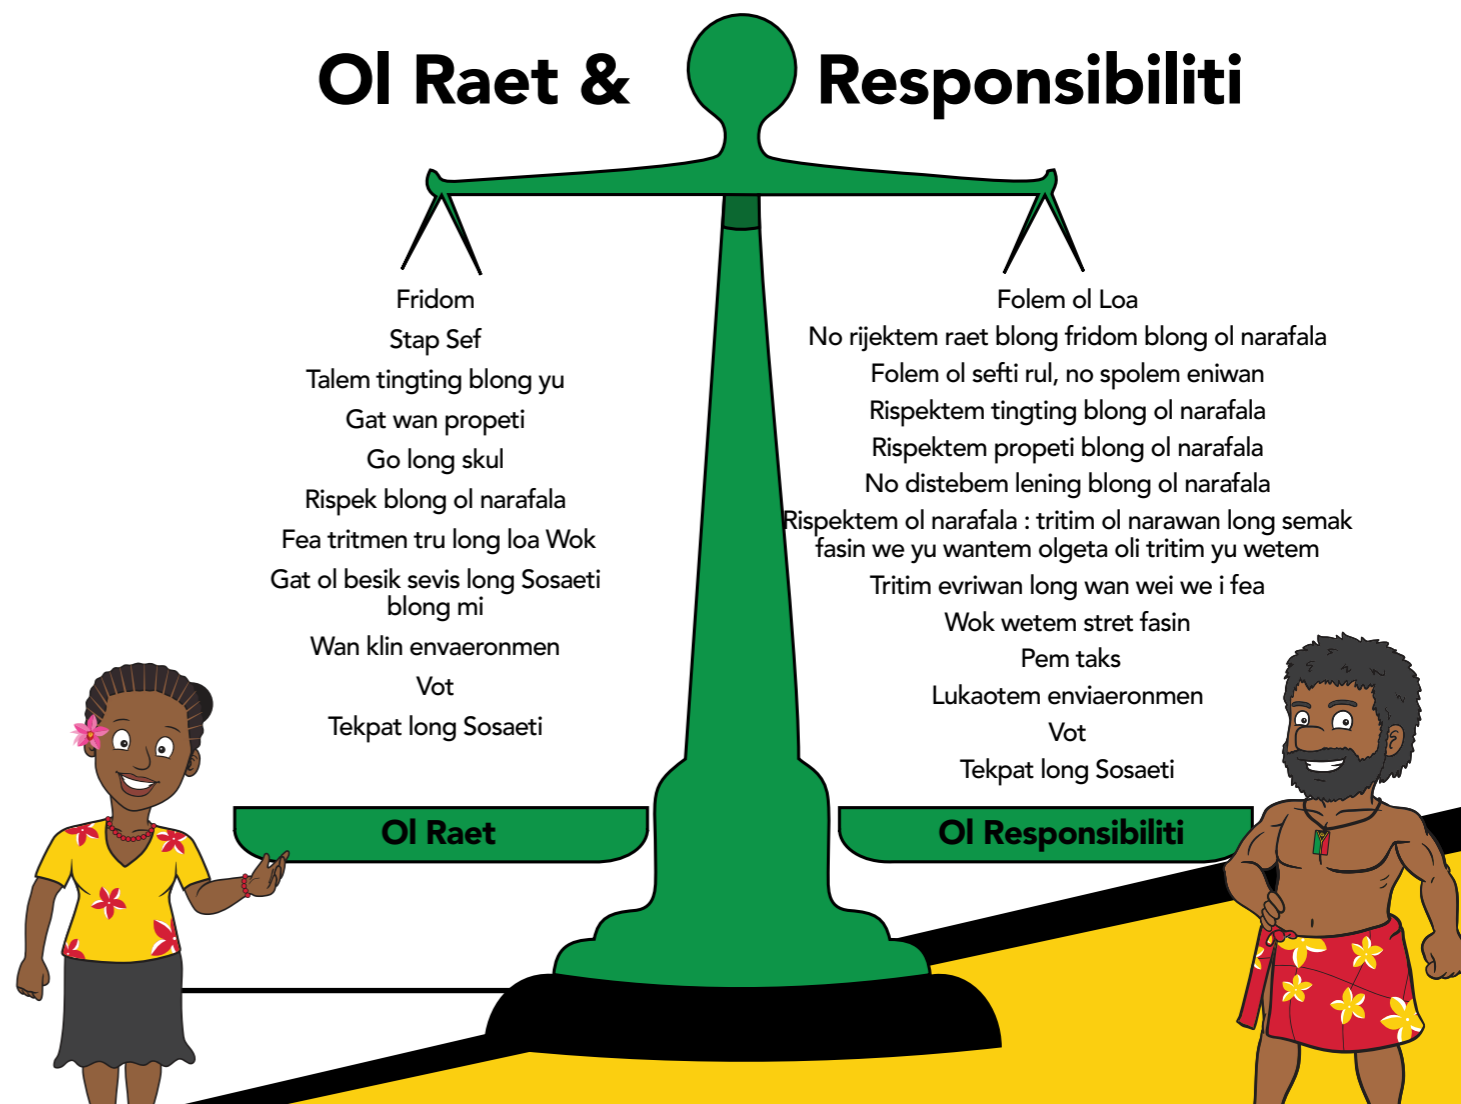 Ol Raet & Responsibiliti
Fridom
Stap Sef
Talem tingting blong yu
Gat wan propeti
Go long skul
Rispek blong ol narafala
Fea tritmen tru long loa Wok
Gat ol besik sevis long Sosaeti
blong mi
Wan klin envaeronmen
Vot
Tekpat long Sosaeti
Ol Raet
Folem ol Loa
No rijektem raet blong fridom blong ol narafala
Folem ol sefti rul, no spolem eniwan
Rispektem tingting blong ol narafala
Rispektem propeti blong ol narafala
No distebem lening blong ol narafala
Rispektem ol narafala : tritim ol narawan long semak
fasin we yu wantem olgeta oli tritim yu wetem
Tritim evriwan long wan wei we i fea
Wok wetem stret fasin
Pem taks
Lukaotem enviaeronmen
Vot
Tekpat long Sosaeti
Ol Responsibiliti